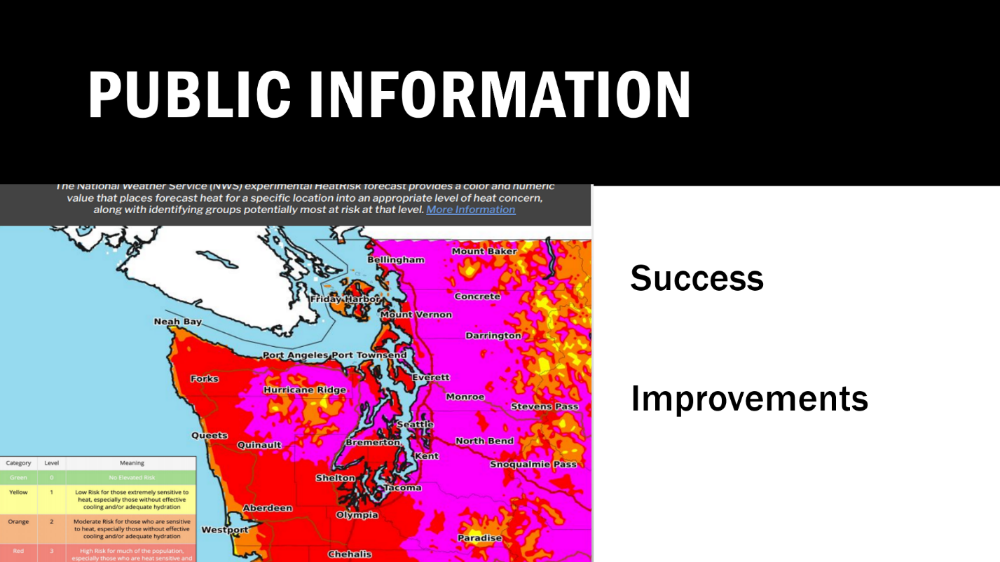 PUBLIC INFORMATION
The National Weather Service (NWS) experimental HeatRisk forecast provides a color and numeric
value that places forecast heat for a specific location into an appropriate level of heat concern,
along with identifying groups potentially most at risk at that level. More Information
Mount Baker
Bellingham
Success
Concrete
Friday Harbor
Mount Vernon
Neah Bay
Darrington
Port Angeles Port Townsend
Forks
Everett
Hurricane Ridge
Monroe
Improvements
Stevens Pass
Seattle
Queets
Quinault
Bremerton
North Bend
Kent
Snoqualmie Pass
Shelton
Tacoma
Aberdeen
Olympia
Westport
Paradise
Chehalis
Category Level Meaning
Green 0 No Elevated Risk
Yellow 1 Low Risk for those extremely sensitive to
heat, especially those without effective
cooling and/or adequate hydration
Orange 2 Moderate Risk for those who are sensitive
to heat, especially those without effective
cooling and/or adequate hydration
Red 3 High Risk for much of the population,
especially those who are heat sensitive and